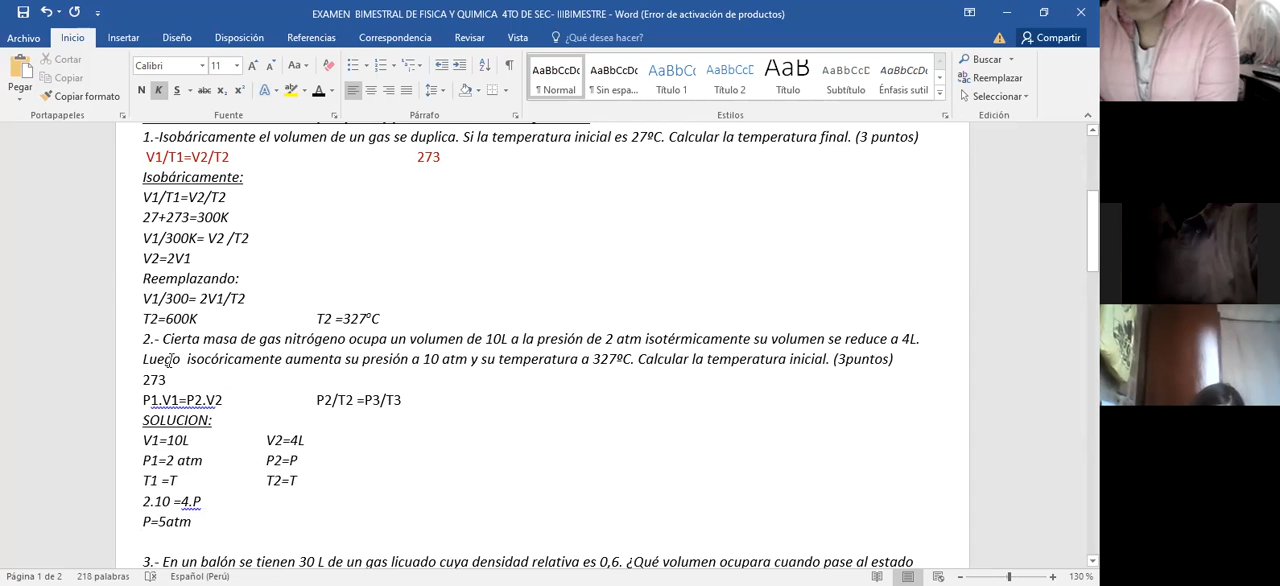 EXAMEN BIMESTRAL DE FISICA Y QUIMICA 4TO DE SEC- IIIBIMESTRE - Word (Error de activación de productos)
Archivo Inicio Insertar Diseño Disposición Referencias Correspondencia Revisar Vista ¿Qué desea hacer? Compartir
Pegar
Cortar
Copiar
Copiar formato
Portapapeles
Calibri 11
N K S abc x₂ x²
Fuente
Párrafo
AaBbCcDc AaBbCcDc AaBbCc AaBbCcE AaB AaBbCcD AaBbCcDc
¶ Normal ¶ Sin espa... Título 1 Título 2 Título Subtítulo Énfasis sutil
Estilos
Buscar
Reemplazar
Seleccionar
Edición
1.-Isobáricamente el volumen de un gas se duplica. Si la temperatura inicial es 27ºC. Calcular la temperatura final. (3 puntos)
V1/T1=V2/T2 273
Isobáricamente:
V1/T1=V2/T2
27+273=300K
V1/300K= V2 /T2
V2=2V1
Reemplazando:
V1/300= 2V1/T2
T2=600K T2 =327°C
2.- Cierta masa de gas nitrógeno ocupa un volumen de 10L a la presión de 2 atm isotérmicamente su volumen se reduce a 4L.
Luego isocóricamente aumenta su presión a 10 atm y su temperatura a 327ºC. Calcular la temperatura inicial. (3puntos)
273
P1.V1=P2.V2 P2/T2 =P3/T3
SOLUCION:
V1=10L V2=4L
P1=2 atm P2=P
T1 =T T2=T
2.10 =4.P
P=5atm
3.- En un balón se tienen 30 L de un gas licuado cuya densidad relativa es 0,6. ¿Qué volumen ocupara cuando pase al estado
Página 1 de 2 218 palabras Español (Perú) 130 %